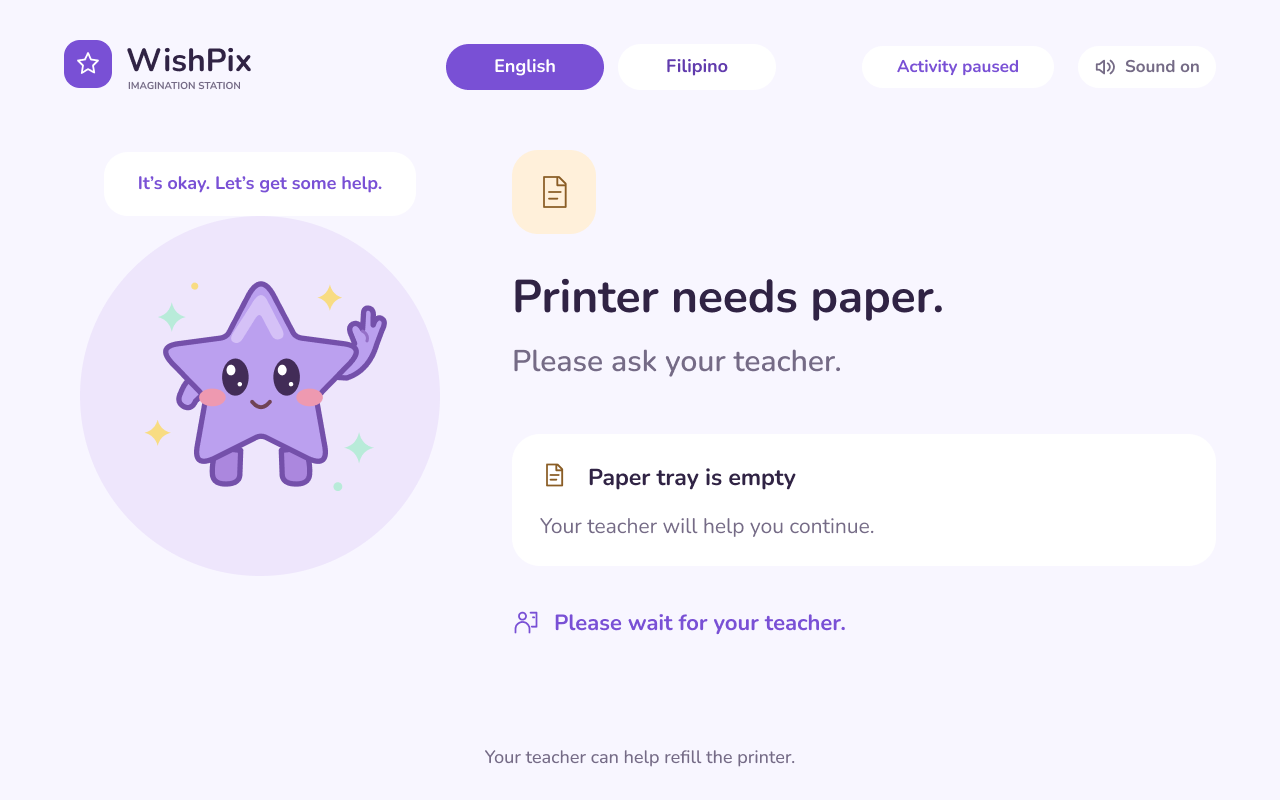 WishPix
IMAGINATION STATION
English
Filipino
Activity paused
Sound on
It’s okay. Let’s get some help.
Printer needs paper.
Please ask your teacher.
Paper tray is empty
Your teacher will help you continue.
Please wait for your teacher.
Your teacher can help refill the printer.